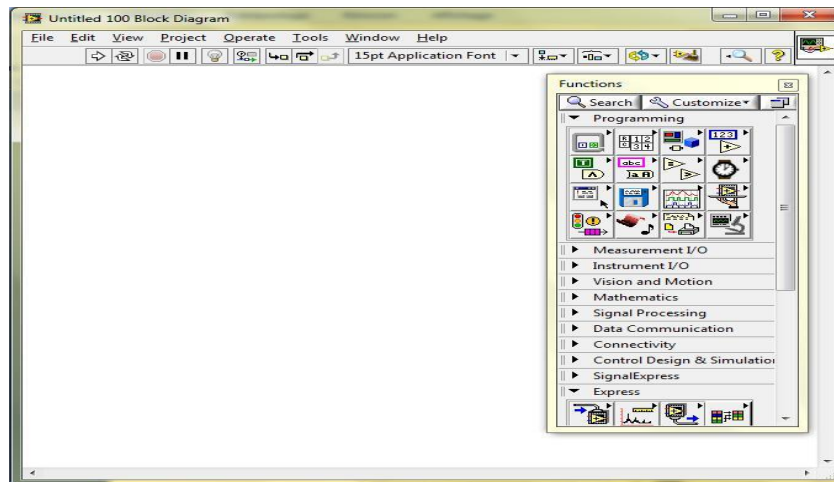 Untitled 100 Block Diagram
File Edit View Project Operate Tools Window Help
15pt Application Font
Functions
Search Customize
Programming
Measurement I/O
Instrument I/O
Vision and Motion
Mathematics
Signal Processing
Data Communication
Connectivity
Control Design & Simulation
SignalExpress
Express